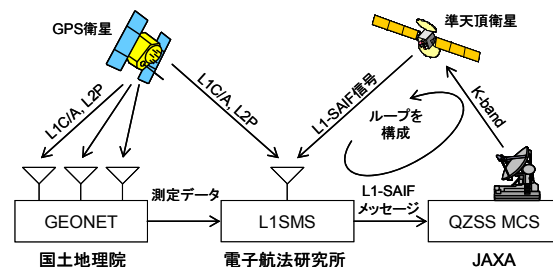 GPS衛星
準天頂衛星
L1C/A, L2P
L1C/A, L2P
L1-SAIF信号
K-band
ループを
構成
測定データ
L1-SAIF
メッセージ
GEONET
L1SMS
QZSS MCS
国土地理院
電子航法研究所
JAXA